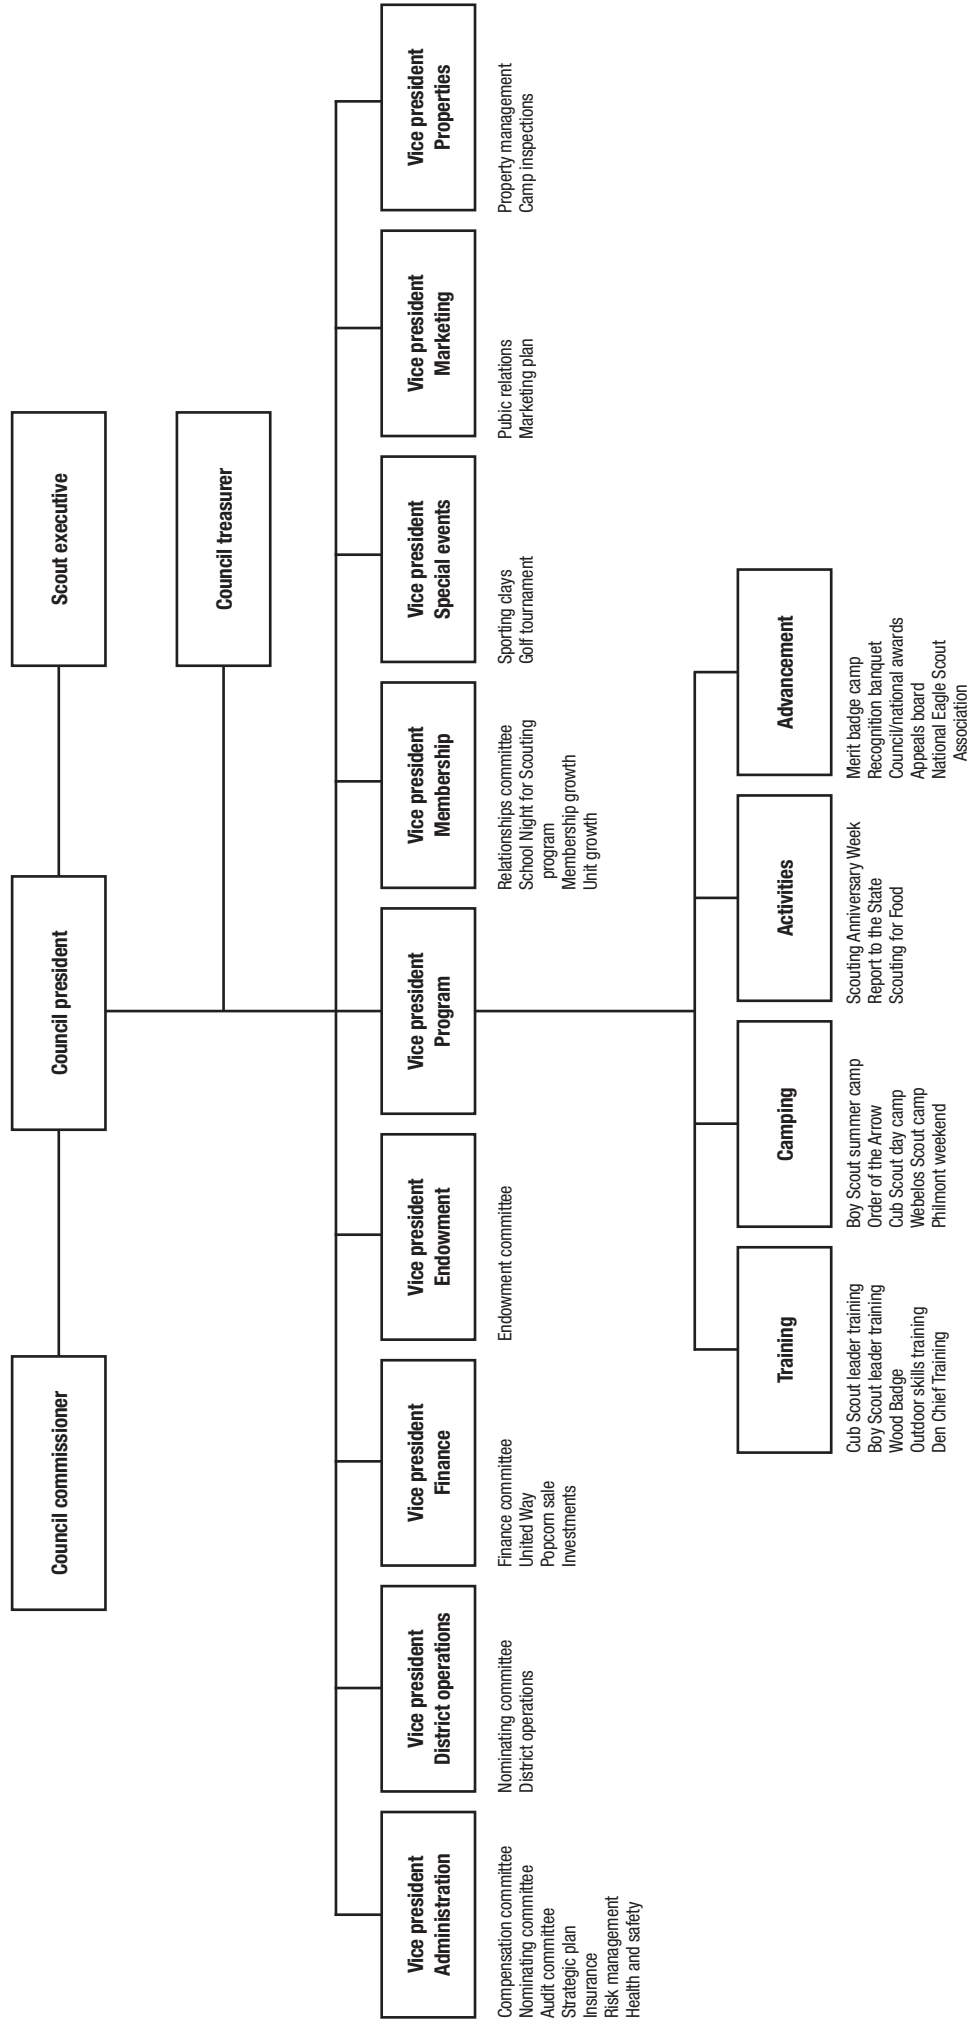 Council commissioner
Council president
Scout executive
Council treasurer
Vice president
Administration
Compensation committee
Nominating committee
Audit committee
Strategic plan
Insurance
Risk management
Health and safety
Vice president
District operations
Nominating committee
District operations
Vice president
Finance
Finance committee
United Way
Popcorn sale
Investments
Vice president
Endowment
Endowment committee
Vice president
Program
Vice president
Membership
Relationships committee
School Night for Scouting
program
Membership growth
Unit growth
Vice president
Special events
Sporting clays
Golf tournament
Vice president
Marketing
Pubic relations
Marketing plan
Vice president
Properties
Property management
Camp inspections
Training
Cub Scout leader training
Boy Scout leader training
Wood Badge
Outdoor skills training
Den Chief Training
Camping
Boy Scout summer camp
Order of the Arrow
Cub Scout day camp
Webelos Scout camp
Philmont weekend
Activities
Scouting Anniversary Week
Report to the State
Scouting for Food
Advancement
Merit badge camp
Recognition banquet
Council/national awards
Appeals board
National Eagle Scout
Association